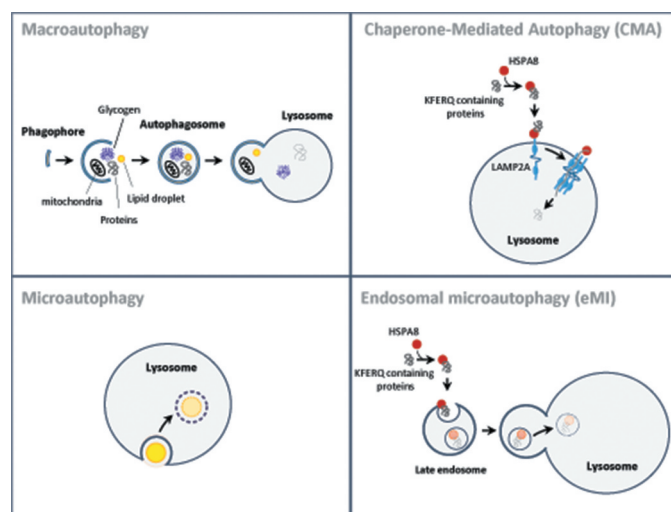 Macroautophagy
Glycogen
Phagophore
Autophagosome
Lysosome
mitochondria
Lipid droplet
Proteins
Chaperone-Mediated Autophagy (CMA)
HSPA8
KFERQ containing
proteins
LAMP2A
Lysosome
Microautophagy
Lysosome
Endosomal microautophagy (eMI)
HSPA8
KFERQ containing
proteins
Late endosome
Lysosome